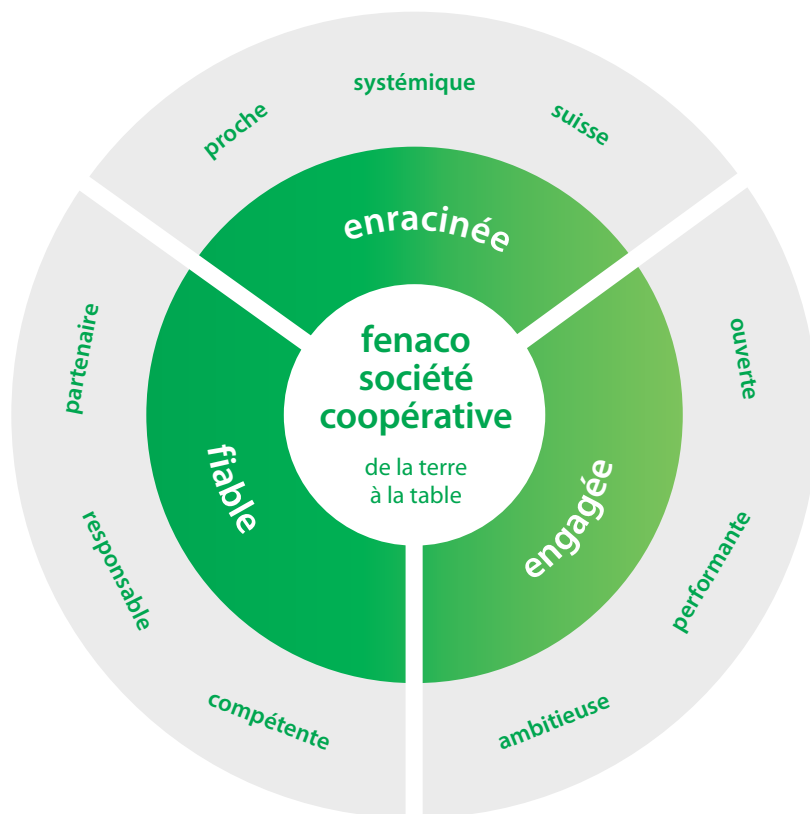 systémique
proche
suisse
enracinée
fenaco
société
coopérative
de la terre
à la table
partenaire
fiable
responsable
compétente
ouverte
engagée
performante
ambitieuse